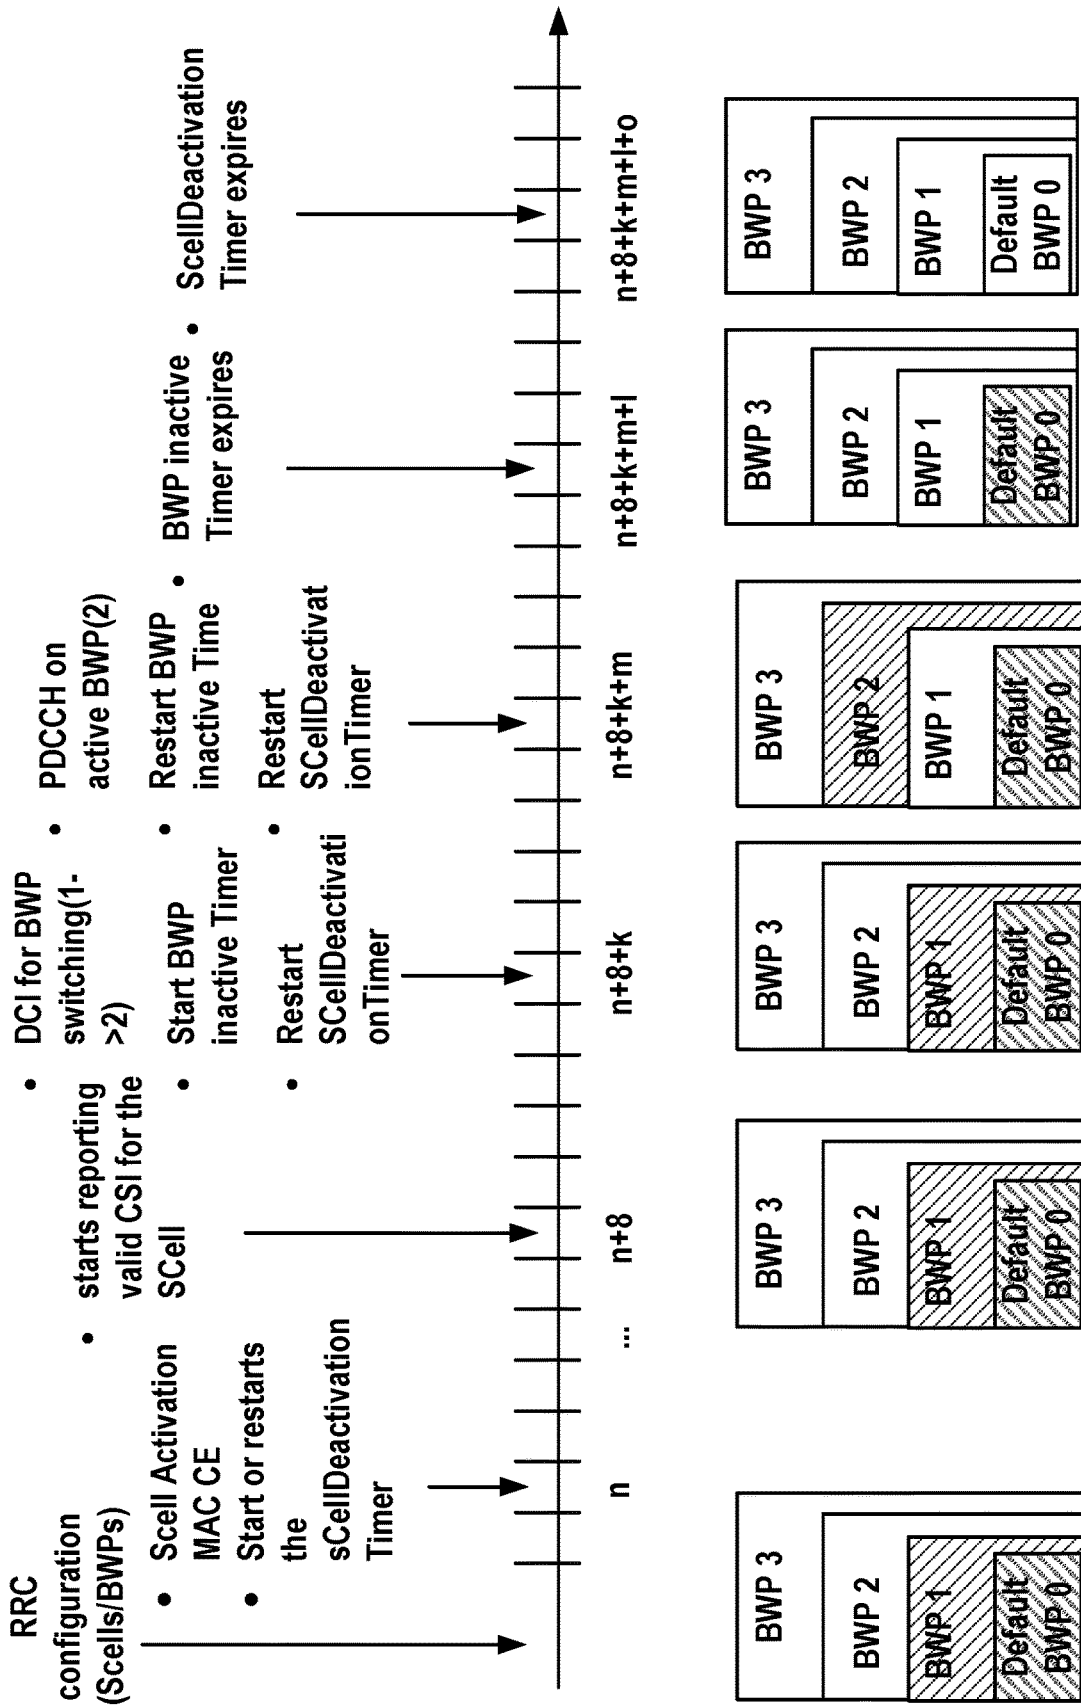 RRC
configuration
(Scells/BWPs)
• Scell Activation
MAC CE
• Start or restarts
the
sCellDeactivation
Timer
• starts reporting
valid CSI for the
SCell
• DCI for BWP
switching(1-
>2)
• Start BWP
inactive Timer
• Restart
SCellDeactivati
onTimer
• PDCCH on
active BWP(2)
• Restart BWP
inactive Time
• Restart
SCellDeactivat
ionTimer
• BWP inactive
Timer expires
• ScellDeactivation
Timer expires
n
...
n+8
n+8+k
n+8+k+m
n+8+k+m+l
n+8+k+m+l+o
BWP 3
BWP 2
BWP 1
Default
BWP 0
BWP 3
BWP 2
BWP 1
Default
BWP 0
BWP 3
BWP 2
BWP 1
Default
BWP 0
BWP 3
BWP 2
BWP 1
Default
BWP 0
BWP 3
BWP 2
BWP 1
Default
BWP 0
BWP 3
BWP 2
BWP 1
Default
BWP 0